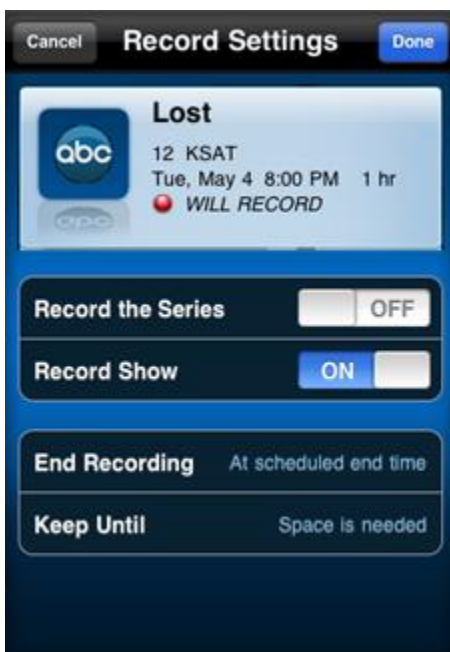 Cancel Record Settings Done
abc
Lost
12 KSAT
Tue, May 4 8:00 PM 1 hr
WILL RECORD
Record the Series OFF
Record Show ON
End Recording At scheduled end time
Keep Until Space is needed